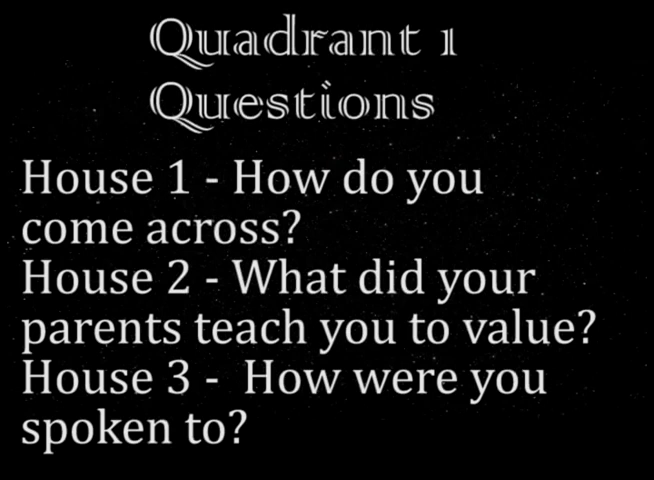 Quadrant 1
Questions
House 1 - How do you
come across?
House 2 - What did your
parents teach you to value?
House 3 -  How were you
spoken to?